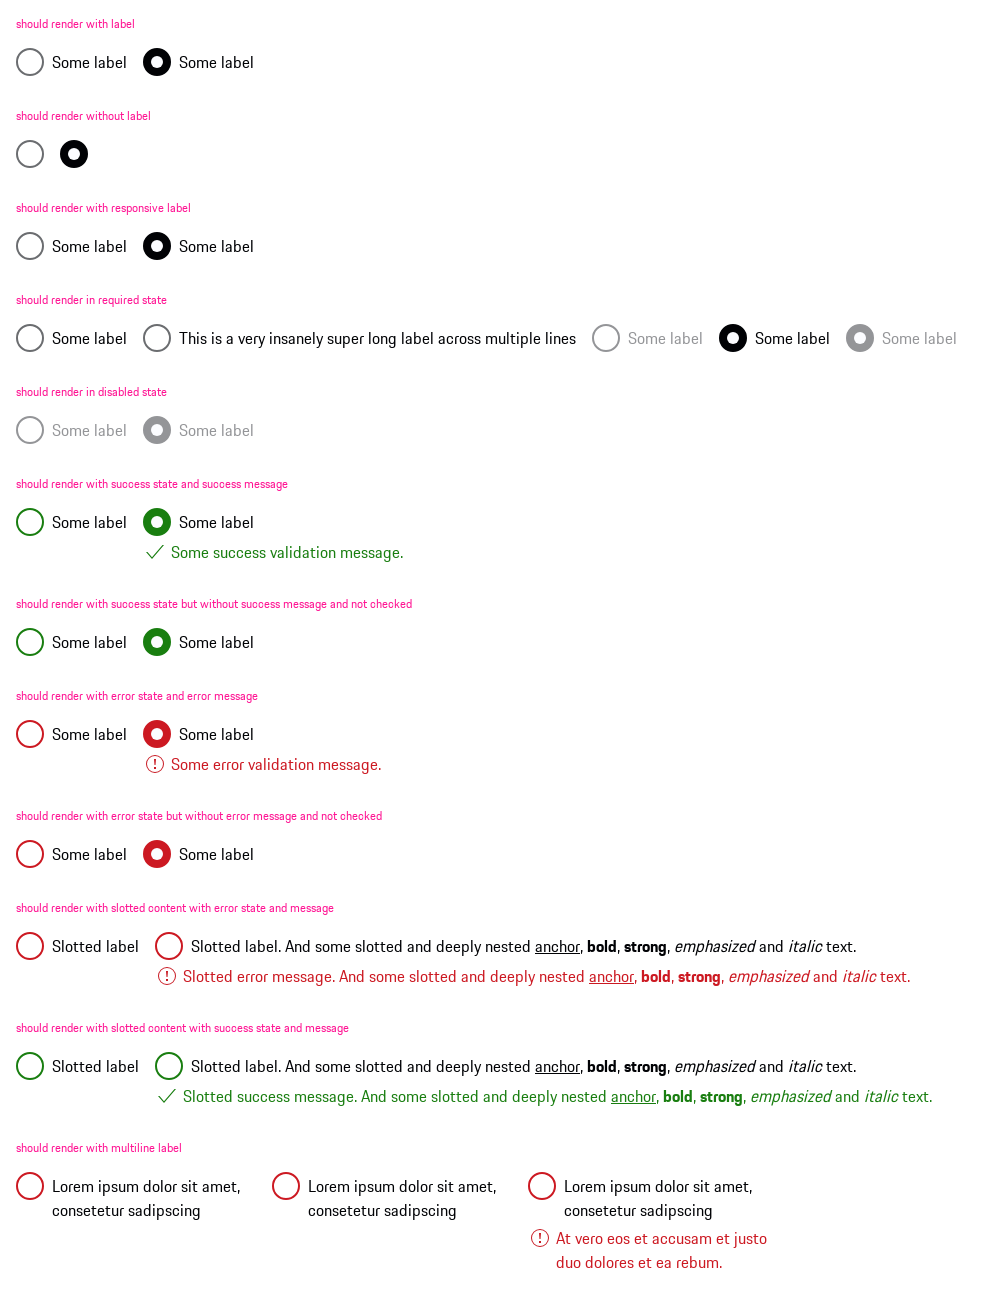 should render with label
Some label Some label
should render without label
should render with responsive label
Some label Some label
should render in required state
Some label This is a very insanely super long label across multiple lines Some label Some label Some label
should render in disabled state
Some label Some label
should render with success state and success message
Some label Some label
Some success validation message.
should render with success state but without success message and not checked
Some label Some label
should render with error state and error message
Some label Some label
Some error validation message.
should render with error state but without error message and not checked
Some label Some label
should render with slotted content with error state and message
Slotted label Slotted label. And some slotted and deeply nested anchor, bold, strong, emphasized and italic text.
Slotted error message. And some slotted and deeply nested anchor, bold, strong, emphasized and italic text.
should render with slotted content with success state and message
Slotted label Slotted label. And some slotted and deeply nested anchor, bold, strong, emphasized and italic text.
Slotted success message. And some slotted and deeply nested anchor, bold, strong, emphasized and italic text.
should render with multiline label
Lorem ipsum dolor sit amet, Lorem ipsum dolor sit amet, Lorem ipsum dolor sit amet,
consetetur sadipscing consetetur sadipscing consetetur sadipscing
At vero eos et accusam et justo
duo dolores et ea rebum.